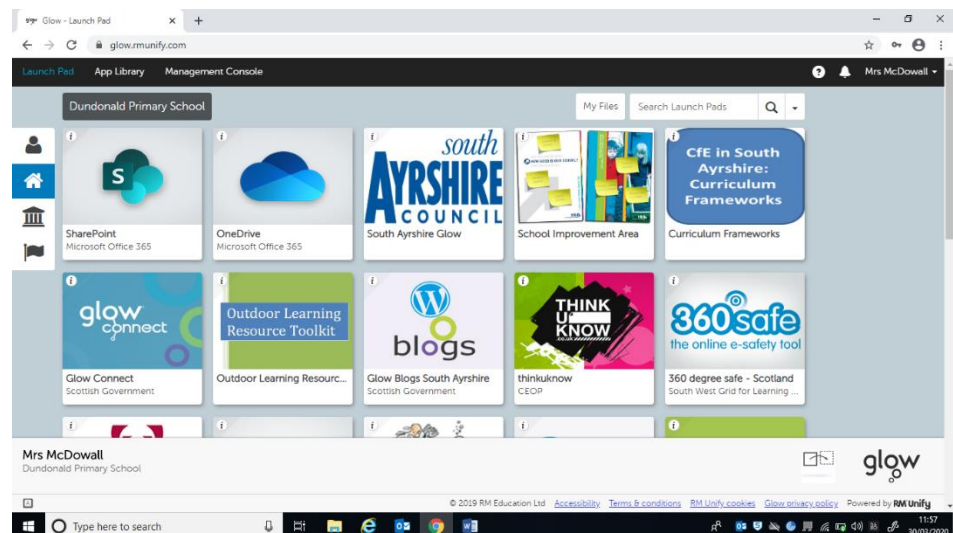 Glow - Launch Pad
glow.rmunify.com
Launch Pad App Library Management Console
Mrs McDowall
Dundonald Primary School
My Files
Search Launch Pads
S
south
AYRSHIRE
COUNCIL
CfE in South
Ayrshire:
Curriculum
Frameworks
SharePoint
Microsoft Office 365
OneDrive
Microsoft Office 365
South Ayrshire Glow
School Improvement Area
Curriculum Frameworks
glow
connect
Outdoor Learning
Resource Toolkit
blogs
THINK
U
KNOW
.co.uk
360safe
the online e-safety tool
Glow Connect
Scottish Government
Outdoor Learning Resourc...
Glow Blogs South Ayrshire
Scottish Government
thinkuknow
CEOP
360 degree safe - Scotland
South West Grid for Learning ...
Mrs McDowall
Dundonald Primary School
glow
© 2019 RM Education Ltd Accessibility Terms & conditions RM Unify cookies Glow privacy policy Powered by RM Unify
Type here to search
11:57
30/03/2020